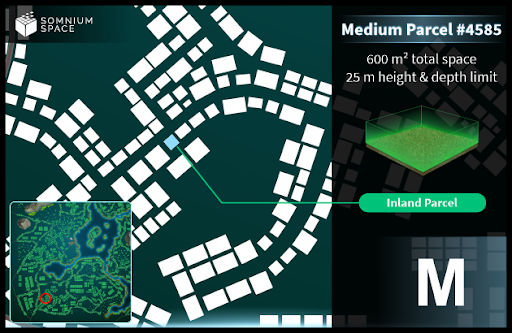 SOMNIUM
SPACE
Medium Parcel #4585
600 m² total space
25 m height & depth limit
Inland Parcel
M